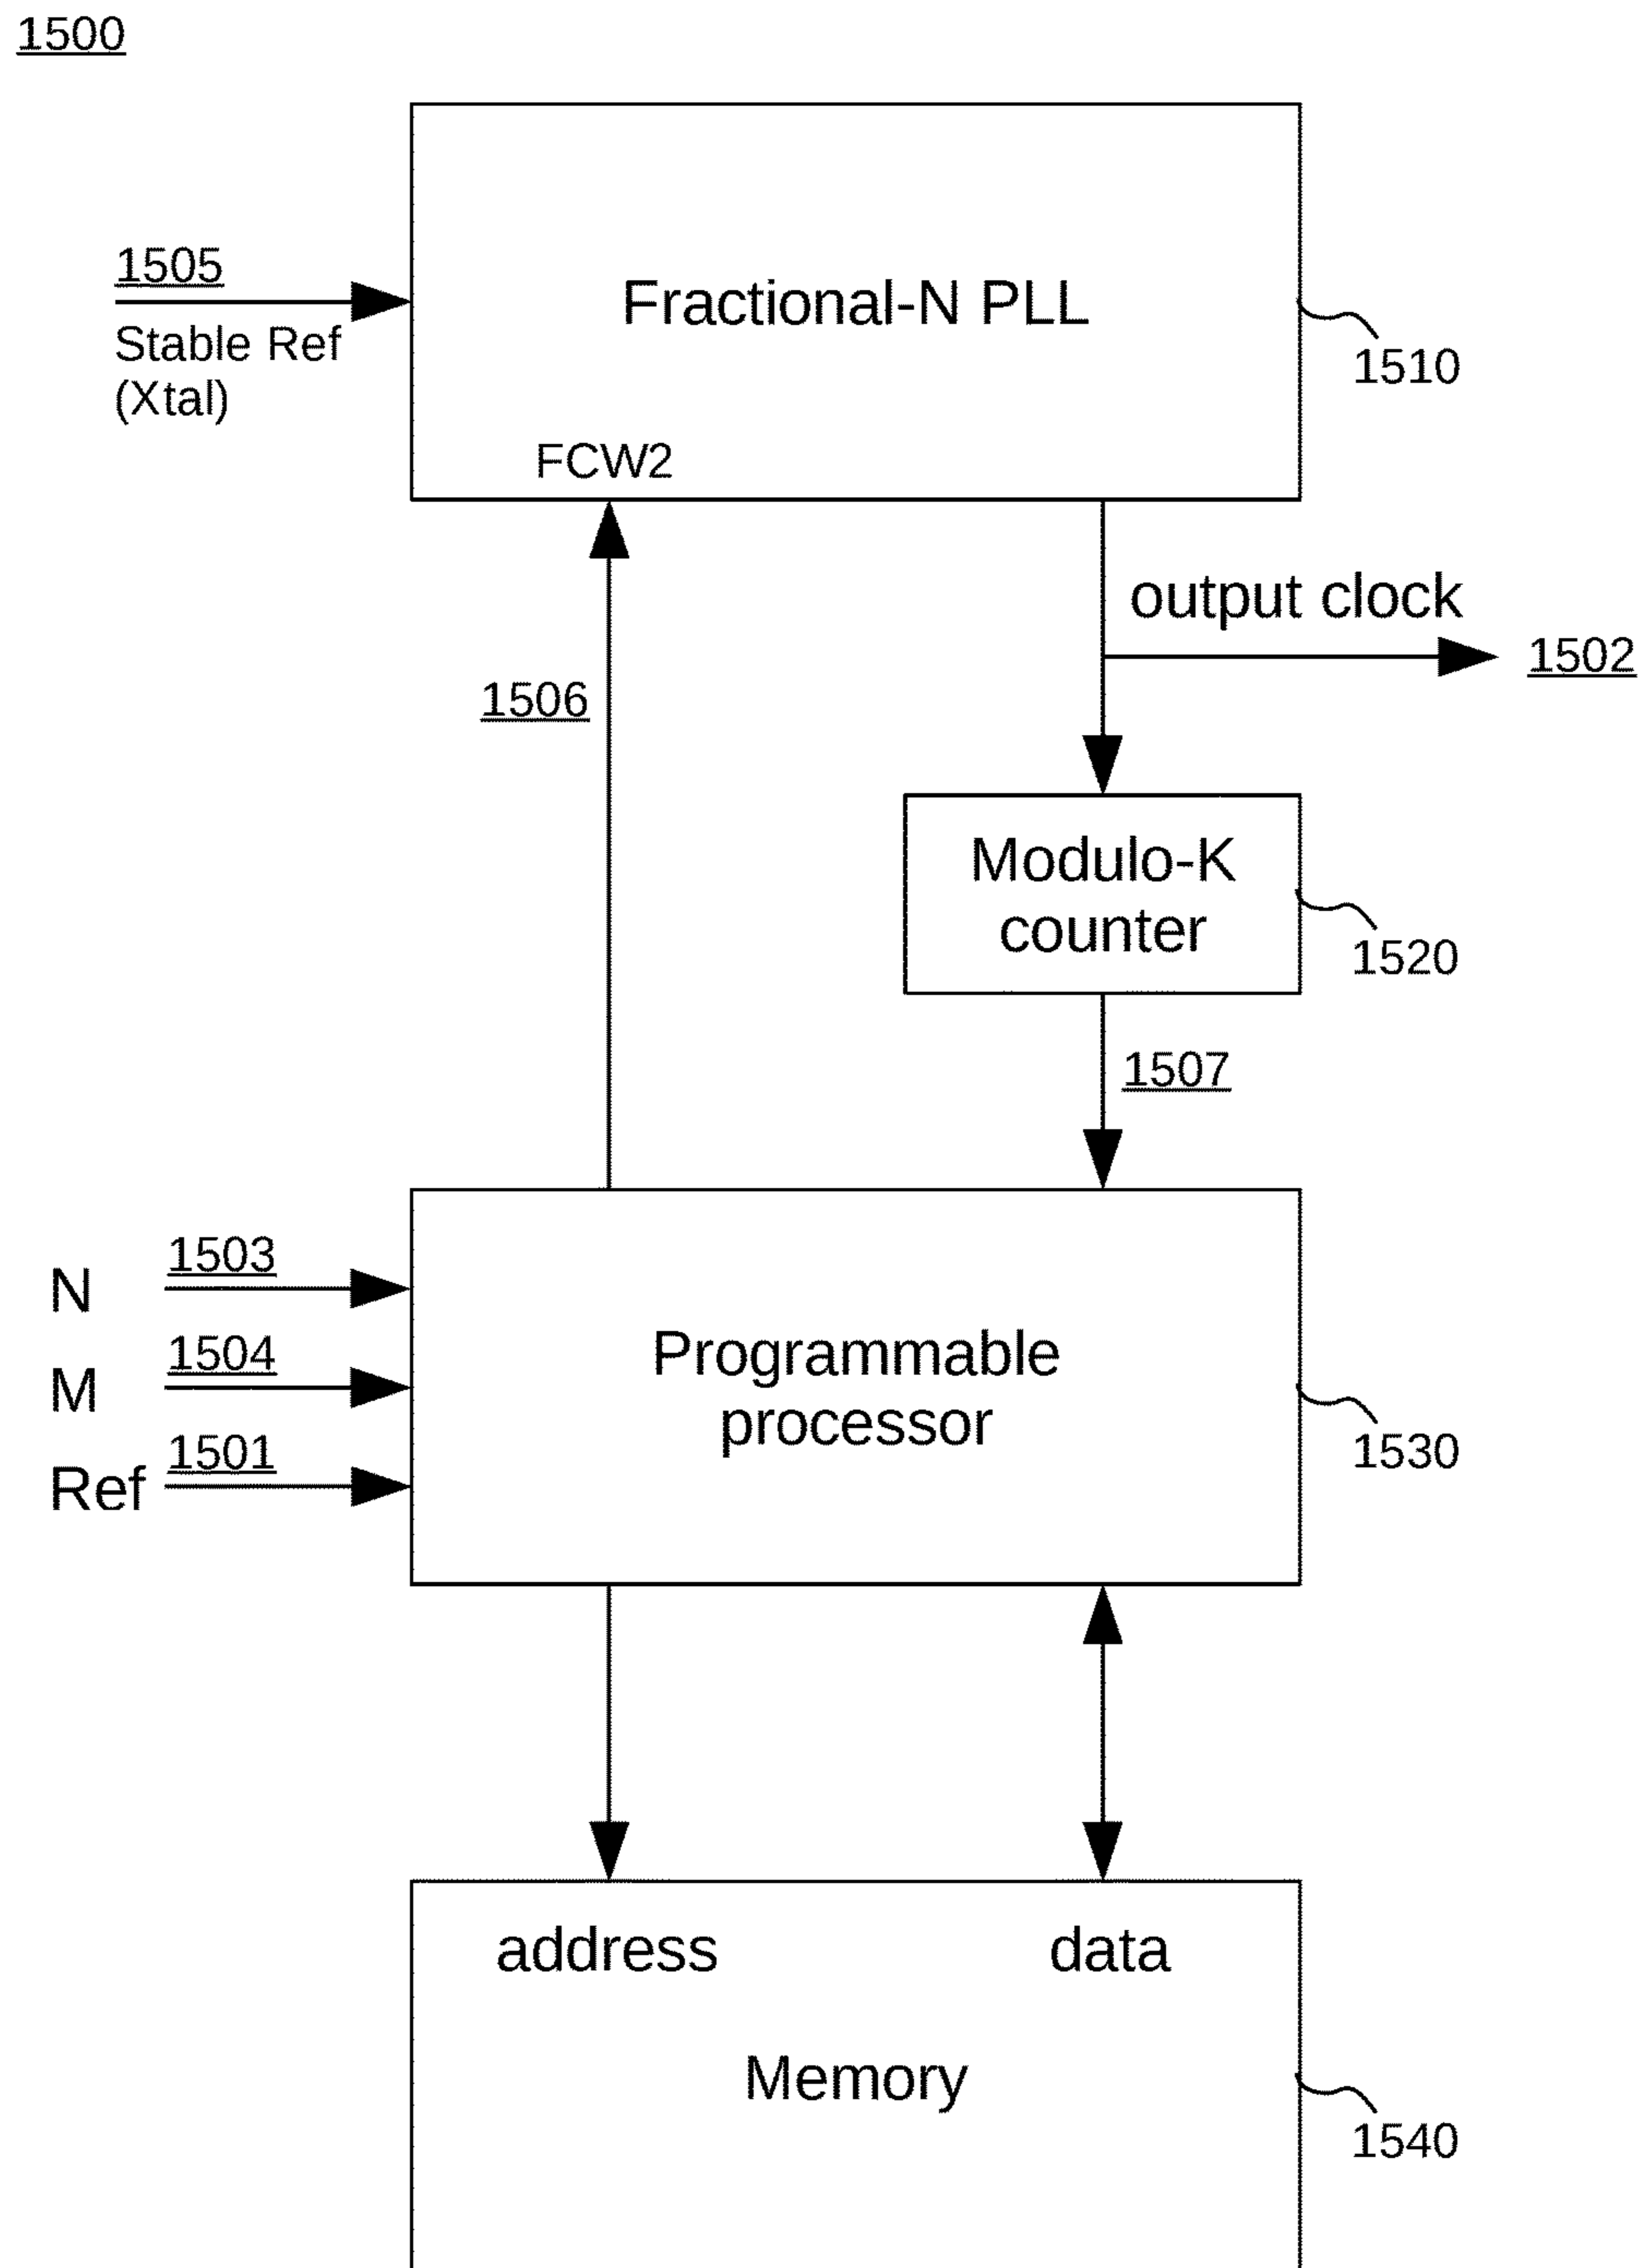 1500
1505
Stable Ref
(Xtal)
Fractional-N PLL
1510
FCW2
output clock
1502
1506
Modulo-K
counter
1520
1507
N
1503
M
1504
Ref
1501
Programmable
processor
1530
address
data
Memory
1540